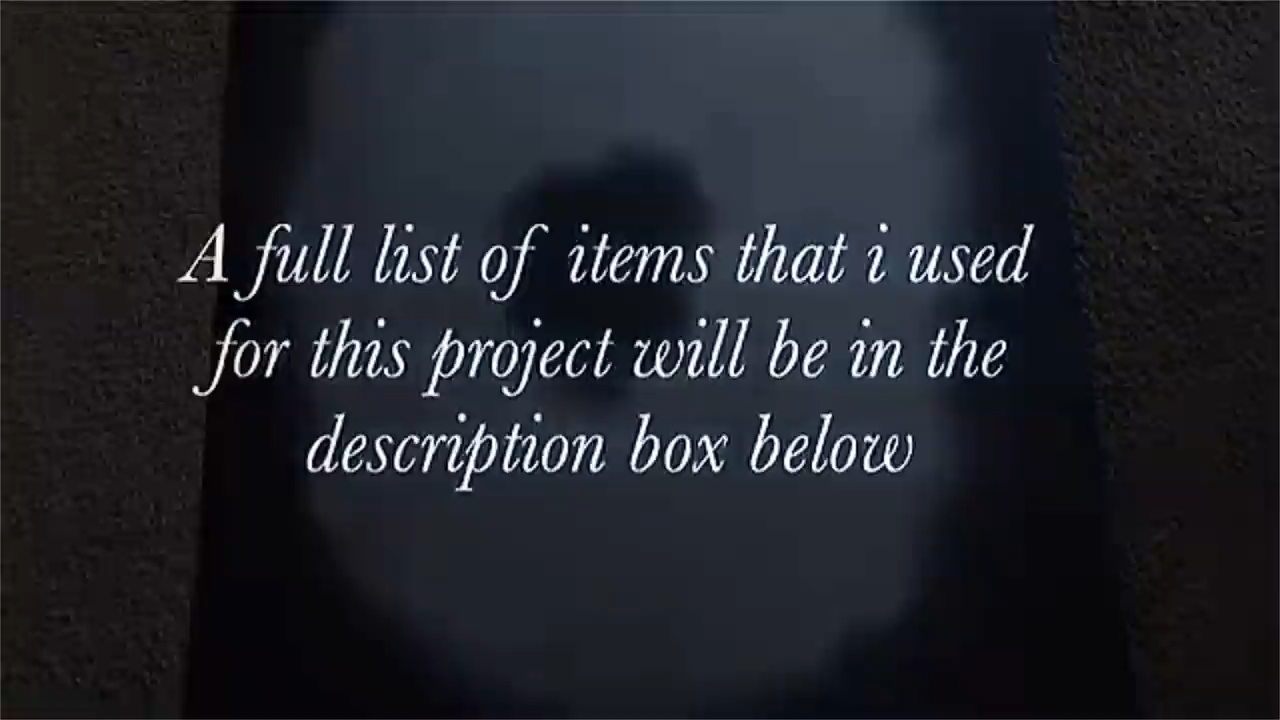 A full list of items that i used
for this project will be in the
description box below